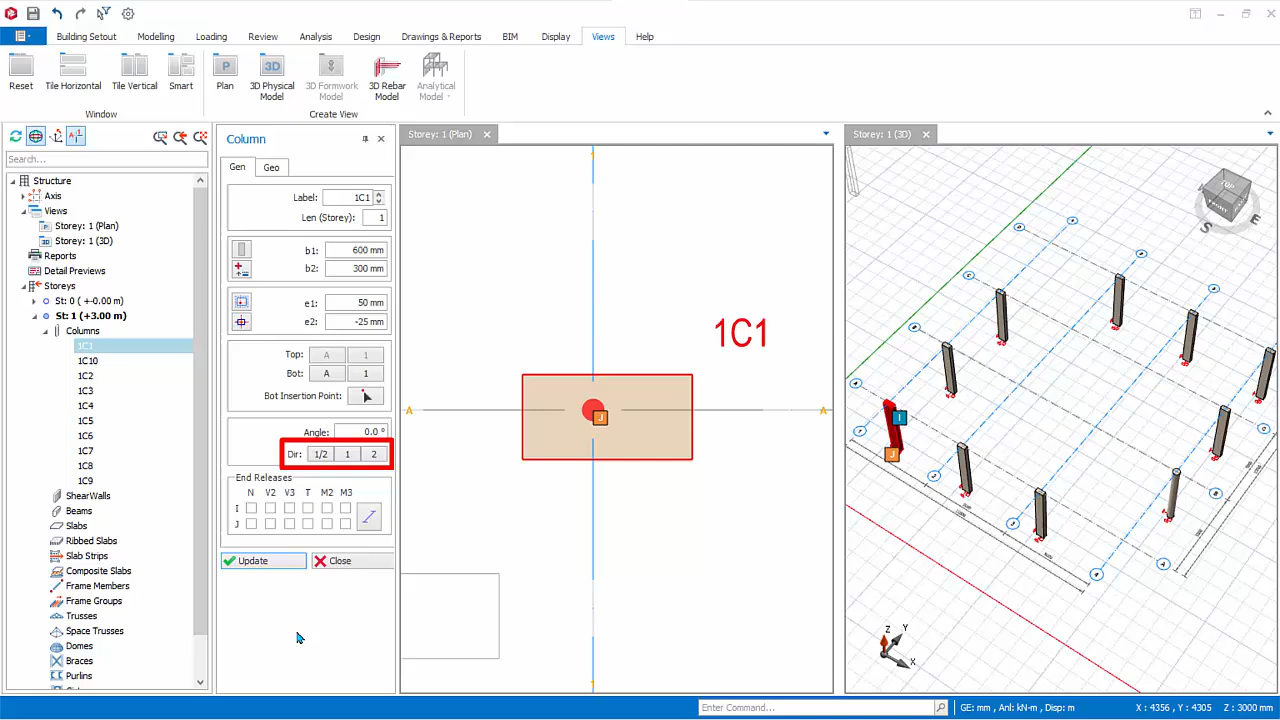 Building Setout Modelling Loading Review Analysis Design Drawings & Reports BIM Display Views Help
Reset Tile Horizontal Tile Vertical Smart
Window
Plan 3D Physical Model 3D Formwork Model 3D Rebar Model Analytical Model
Create View
Search...
Structure
Axis
Views
Storey: 1 (Plan)
Storey: 1 (3D)
Reports
Detail Previews
Storeys
St: 0 (+-0.00 m)
St: 1 (+3.00 m)
Columns
1C1
1C10
1C2
1C3
1C4
1C5
1C6
1C7
1C8
1C9
ShearWalls
Beams
Slabs
Ribbed Slabs
Slab Strips
Composite Slabs
Frame Members
Frame Groups
Trusses
Space Trusses
Domes
Braces
Purlins
Column
Gen Geo
Label: 1C1
Len (Storey): 1
b1: 600 mm
b2: 300 mm
e1: 50 mm
e2: -25 mm
Top: A 1
Bot: A 1
Bot Insertion Point:
Angle: 0.0 °
Dir: 1/2 1 2
End Releases
N V2 V3 T M2 M3
I
J
Update Close
Storey: 1 (Plan)
1
1C1
A A
J
1
Storey: 1 (3D)
TOP
FRONT
S E
I
J
Z
Y
X
Enter Command...
GE: mm , Anl: kN-m , Disp: m
X : 4356 , Y : 4305 Z : 3000 mm